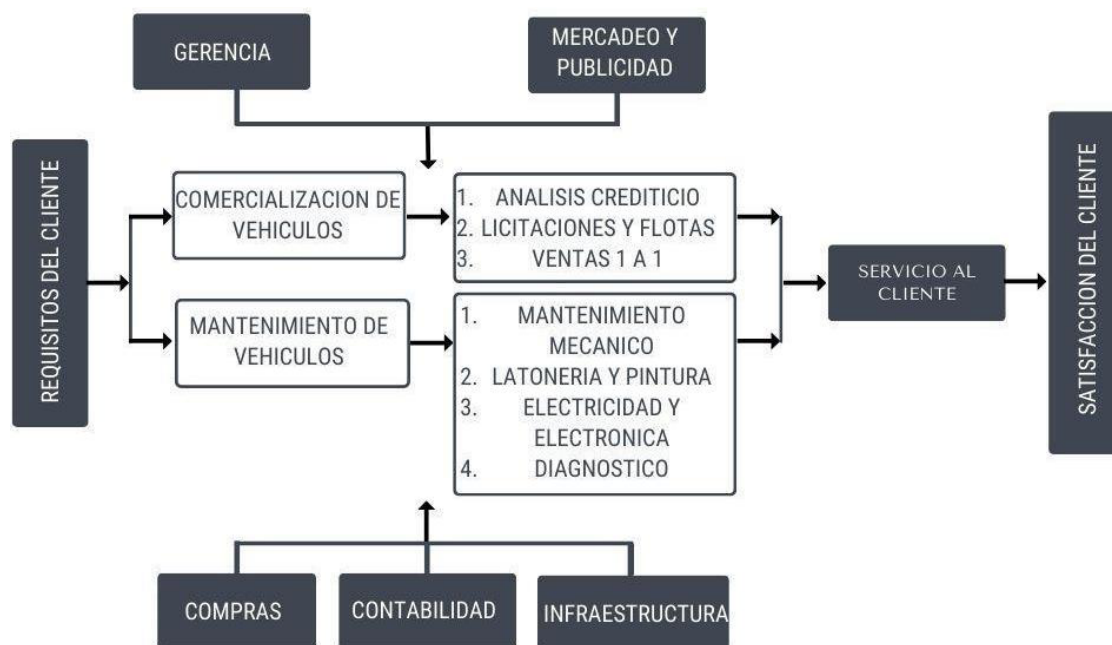 GERENCIA
MERCADEO Y
PUBLICIDAD
REQUISITOS DEL CLIENTE
COMERCIALIZACION DE
VEHICULOS
1. ANALISIS CREDITICIO
2. LICITACIONES Y FLOTAS
3. VENTAS 1 A 1
MANTENIMIENTO DE
VEHICULOS
1. MANTENIMIENTO
MECANICO
2. LATONERIA Y PINTURA
3. ELECTRICIDAD Y
ELECTRÓNICA
4. DIAGNOSTICO
SERVICIO AL
CLIENTE
SATISFACCION DEL CLIENTE
COMPRAS
CONTABILIDAD
INFRAESTRUCTURA